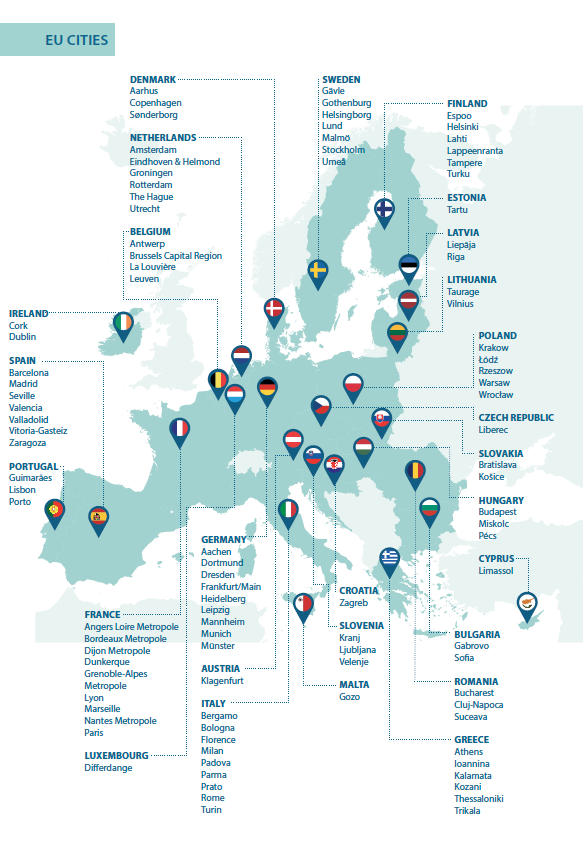 EU CITIES
DENMARK
Aarhus
Copenhagen
Sønderborg
SWEDEN
Gävle
Gothenburg
Helsingborg
Lund
Malmö
Stockholm
Umeå
FINLAND
Espoo
Helsinki
Lahti
Lappeenranta
Tampere
Turku
NETHERLANDS
Amsterdam
Eindhoven & Helmond
Groningen
Rotterdam
The Hague
Utrecht
ESTONIA
Tartu
BELGIUM
Antwerp
Brussels Capital Region
La Louvière
Leuven
LATVIA
Liepāja
Riga
LITHUANIA
Taurage
Vilnius
IRELAND
Cork
Dublin
POLAND
Krakow
Łódź
Rzeszow
Warsaw
Wrocław
SPAIN
Barcelona
Madrid
Seville
Valencia
Valladolid
Vitoria-Gasteiz
Zaragoza
CZECH REPUBLIC
Liberec
SLOVAKIA
Bratislava
Košice
PORTUGAL
Guimarães
Lisbon
Porto
HUNGARY
Budapest
Miskolc
Pécs
GERMANY
Aachen
Dortmund
Dresden
Frankfurt/Main
Heidelberg
Leipzig
Mannheim
Munich
Münster
CYPRUS
Limassol
CROATIA
Zagreb
FRANCE
Angers Loire Metropole
Bordeaux Metropole
Dijon Metropole
Dunkerque
Grenoble-Alpes
Metropole
Lyon
Marseille
Nantes Metropole
Paris
SLOVENIA
Kranj
Ljubljana
Velenje
BULGARIA
Gabrovo
Sofia
AUSTRIA
Klagenfurt
MALTA
Gozo
ROMANIA
Bucharest
Cluj-Napoca
Suceava
ITALY
Bergamo
Bologna
Florence
Milan
Padova
Parma
Prato
Rome
Turin
GREECE
Athens
Ioannina
Kalamata
Kozani
Thessaloniki
Trikala
LUXEMBOURG
Differdange